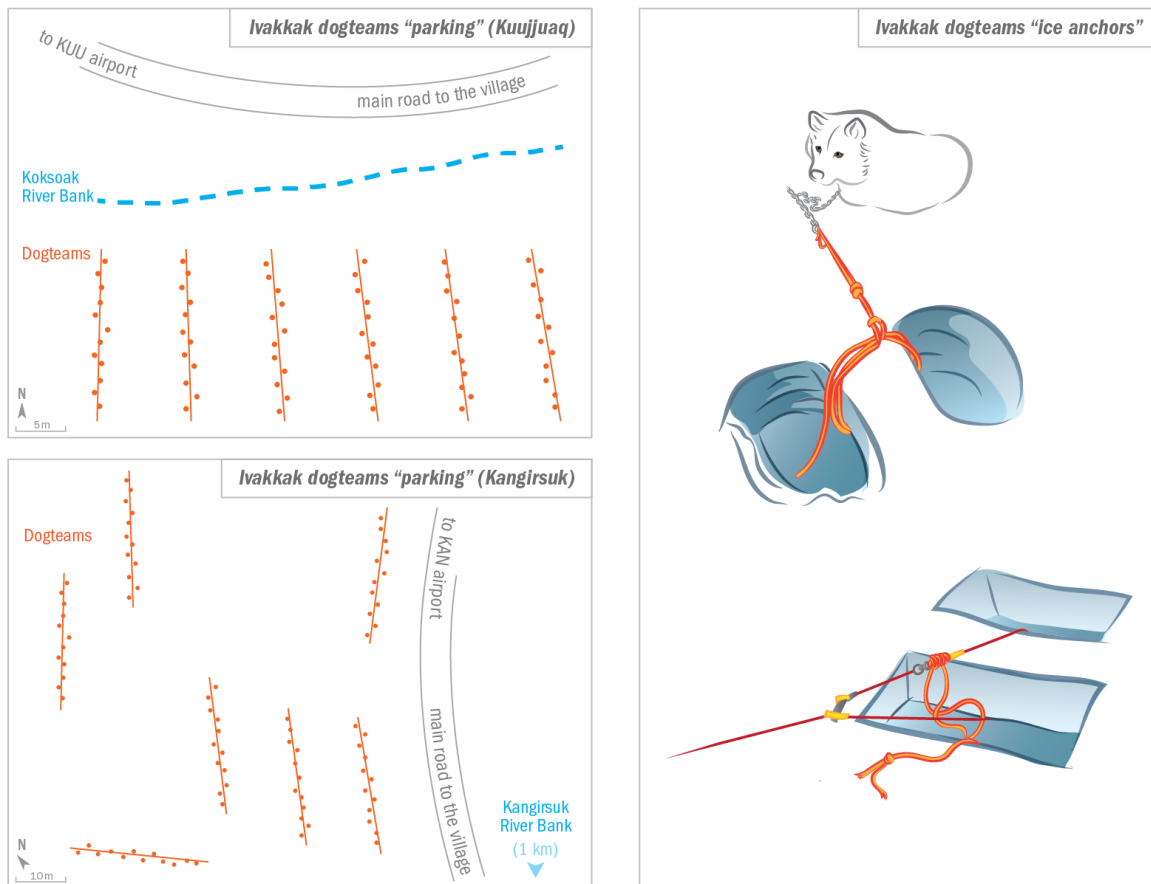 Ivakkak dogteams “parking” (Kuujjuaq)
to KUU airport
main road to the village
Koksoak
River Bank
Dogteams
N
5m
Ivakkak dogteams “parking” (Kangirsuk)
Dogteams
to KAN airport
main road to the village
Kangirsuk
River Bank
(1 km)
N
10m
Ivakkak dogteams “ice anchors”